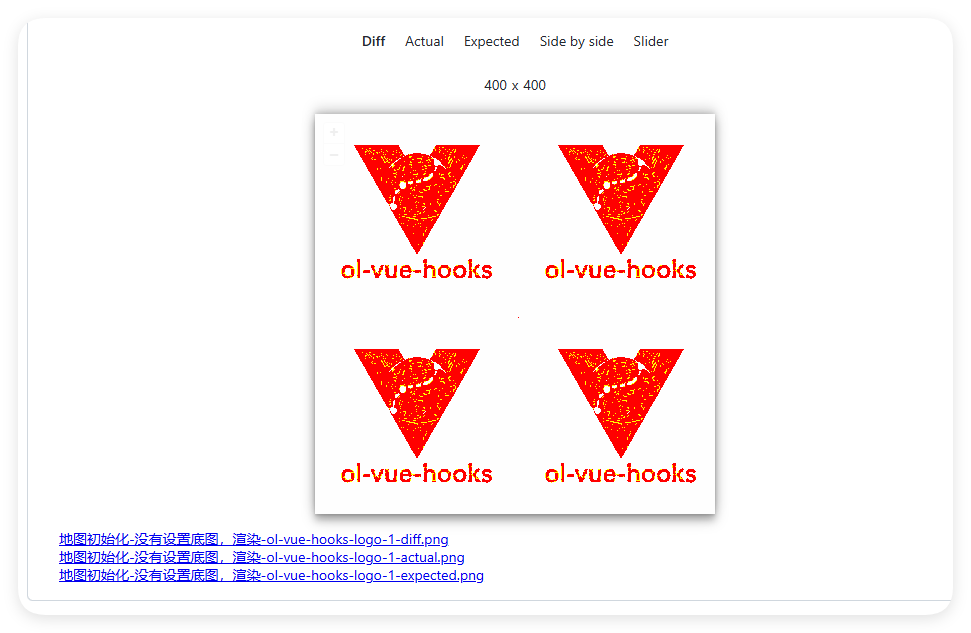 Diff Actual Expected Side by side Slider
400 x 400
+
−
ol-vue-hooks ol-vue-hooks
ol-vue-hooks ol-vue-hooks
地图初始化-没有设置底图，渲染-ol-vue-hooks-logo-1-diff.png
地图初始化-没有设置底图，渲染-ol-vue-hooks-logo-1-actual.png
地图初始化-没有设置底图，渲染-ol-vue-hooks-logo-1-expected.png